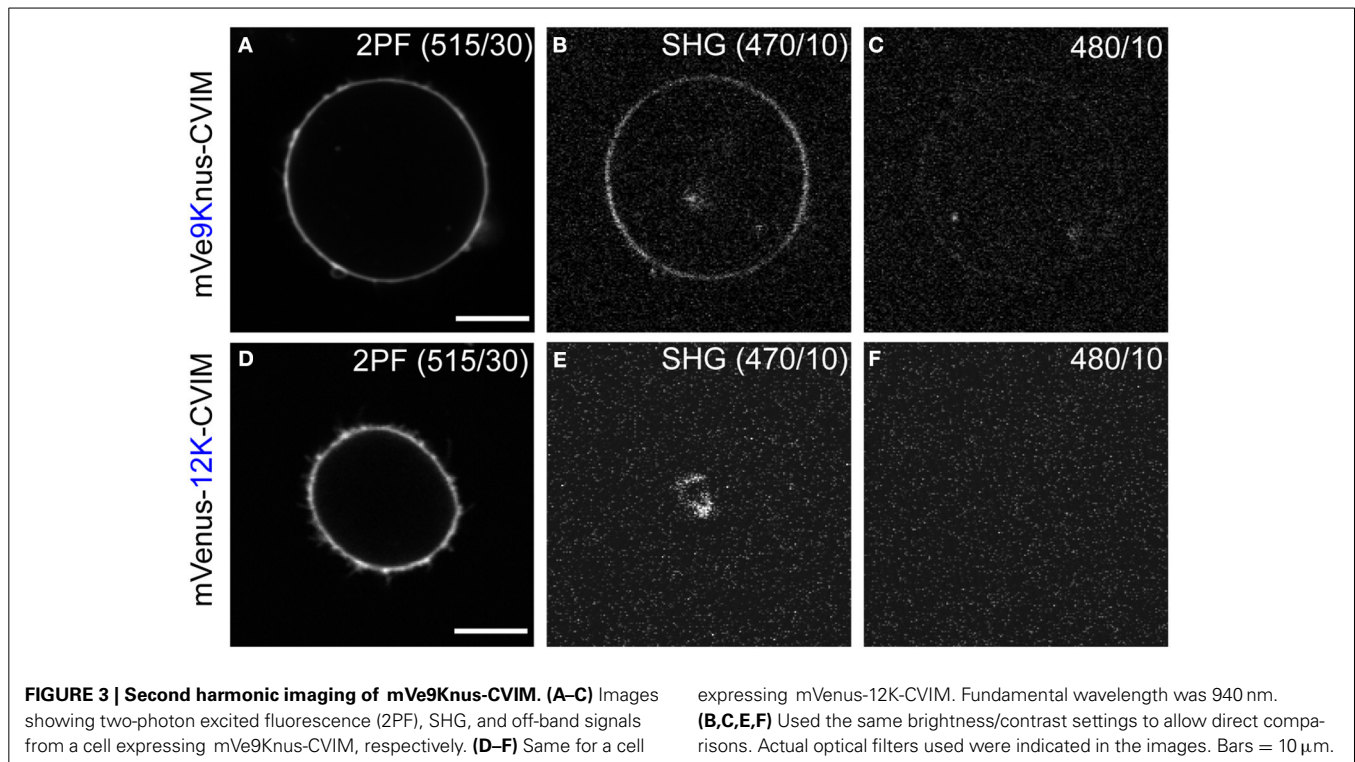 mVe9Knus-CVIM
A
2PF (515/30)
B
SHG (470/10)
C
480/10
mVenus-12K-CVIM
D
2PF (515/30)
E
SHG (470/10)
F
480/10
FIGURE 3 | Second harmonic imaging of mVe9Knus-CVIM. (A–C) Images
showing two-photon excited fluorescence (2PF), SHG, and off-band signals
from a cell expressing mVe9Knus-CVIM, respectively. (D–F) Same for a cell
expressing mVenus-12K-CVIM. Fundamental wavelength was 940 nm.
(B,C,E,F) Used the same brightness/contrast settings to allow direct compa-
risons. Actual optical filters used were indicated in the images. Bars = 10 μm.